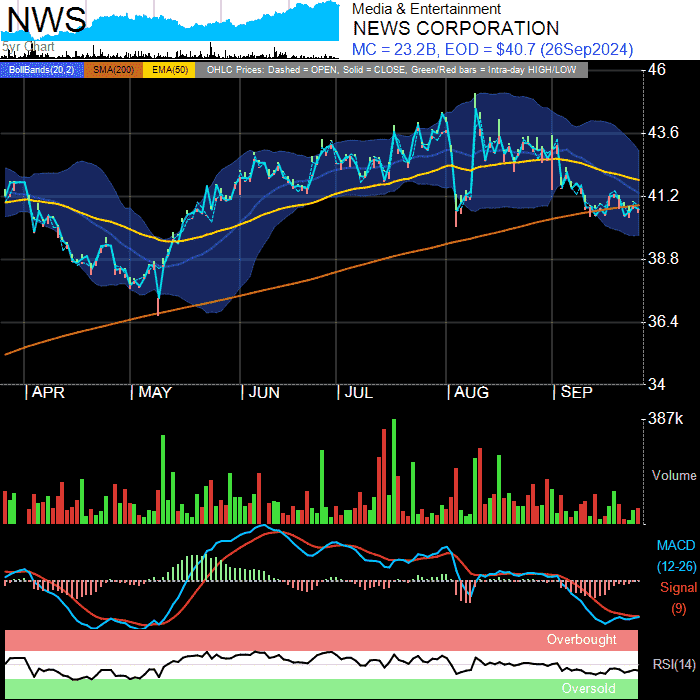 NWS
5yr Chart
Media & Entertainment
NEWS CORPORATION
MC = 23.2B, EOD = $40.7 (26Sep2024)
BollBands(20,2) SMA(200) EMA(50) OHLC Prices: Dashed = OPEN, Solid = CLOSE, Green/Red bars = Intra-day HIGH/LOW
46
43.6
41.2
38.8
36.4
34
APR MAY JUN JUL AUG SEP
387k
Volume
MACD
(12-26)
Signal
(9)
Overbought
RSI(14)
Oversold